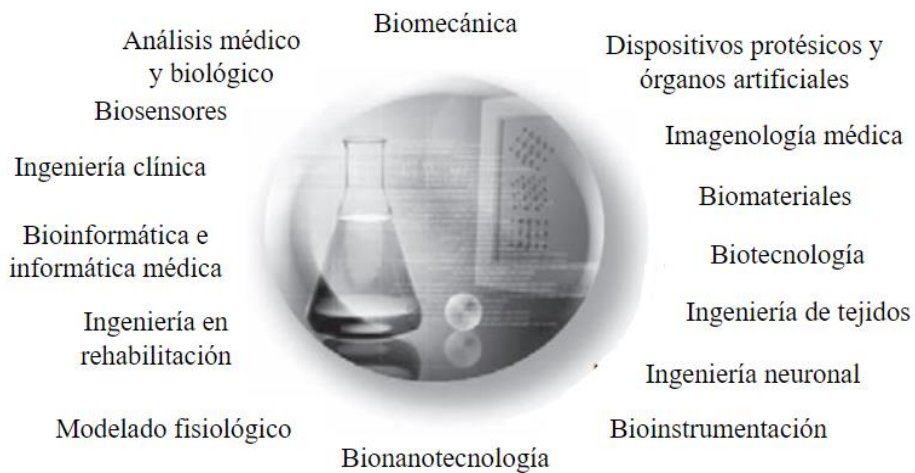 Biomecánica
Análisis médico
y biológico
Biosensores
Ingeniería clínica
Bioinformática e
informática médica
Ingeniería en
rehabilitación
Modelado fisiológico
Bionanotecnología
Dispositivos protésicos y
órganos artificiales
Imagenología médica
Biomateriales
Biotecnología
Ingeniería de tejidos
Ingeniería neuronal
Bioinstrumentación